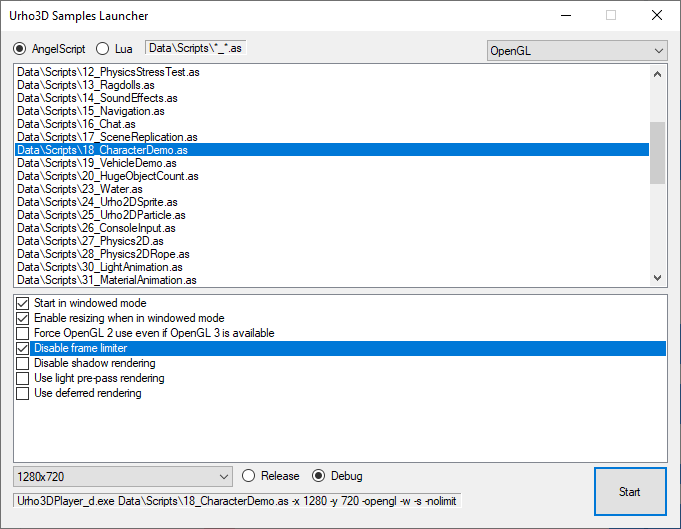 Urho3D Samples Launcher
AngelScript Lua Data\Scripts\*_*.as OpenGL
Data\Scripts\12_PhysicsStressTest.as
Data\Scripts\13_Ragdolls.as
Data\Scripts\14_SoundEffects.as
Data\Scripts\15_Navigation.as
Data\Scripts\16_Chat.as
Data\Scripts\17_SceneReplication.as
Data\Scripts\18_CharacterDemo.as
Data\Scripts\19_VehicleDemo.as
Data\Scripts\20_HugeObjectCount.as
Data\Scripts\23_Water.as
Data\Scripts\24_Urho2DSprite.as
Data\Scripts\25_Urho2DParticle.as
Data\Scripts\26_ConsoleInput.as
Data\Scripts\27_Physics2D.as
Data\Scripts\28_Physics2DRope.as
Data\Scripts\30_LightAnimation.as
Data\Scripts\31_MaterialAnimation.as
Start in windowed mode
Enable resizing when in windowed mode
Force OpenGL 2 use even if OpenGL 3 is available
Disable frame limiter
Disable shadow rendering
Use light pre-pass rendering
Use deferred rendering
1280x720 Release Debug
Start
Urho3DPlayer_d.exe Data\Scripts\18_CharacterDemo.as -x 1280 -y 720 -opengl -w -s -nolimit